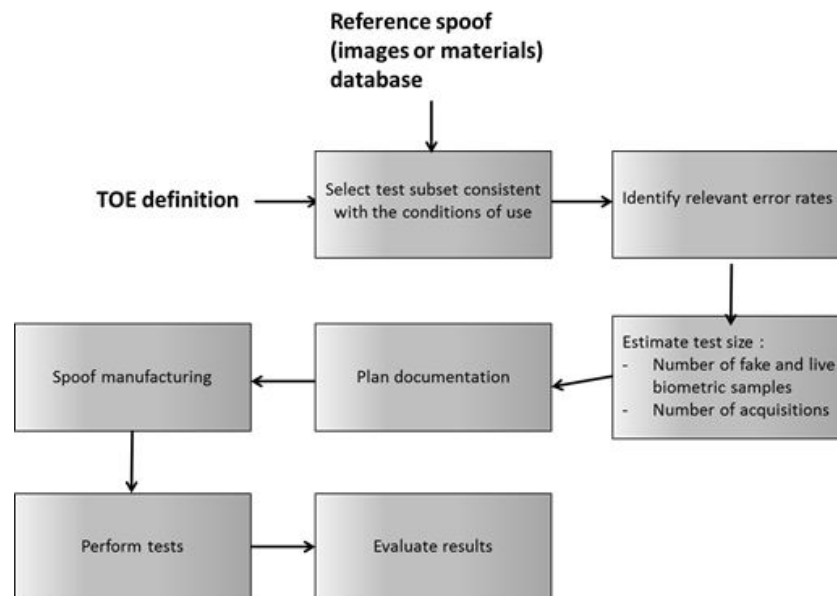 Reference spoof
(images or materials)
database
TOE definition
Select test subset consistent
with the conditions of use
Identify relevant error rates
Estimate test size :
- Number of fake and live
biometric samples
- Number of acquisitions
Plan documentation
Spoof manufacturing
Perform tests
Evaluate results